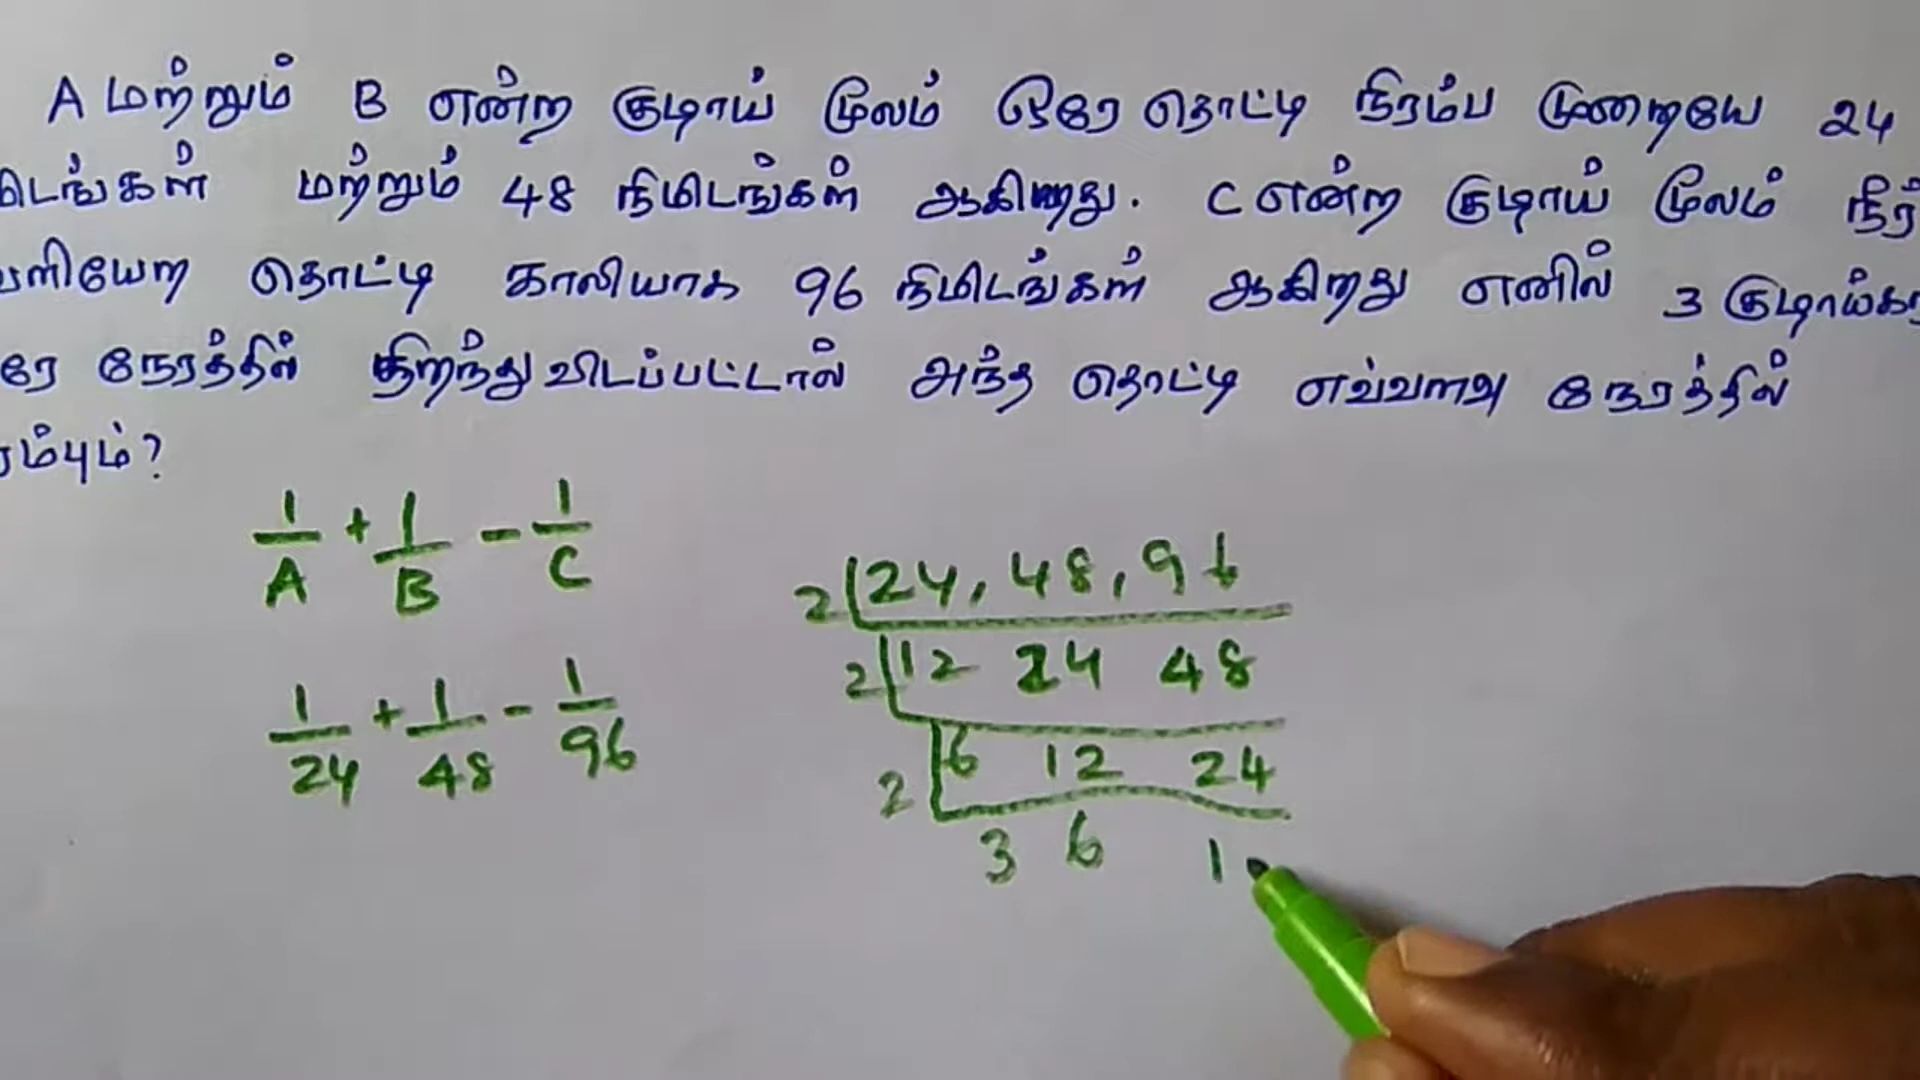 A மற்றும் B என்ற குடாய் மூலம் ஒரே தொட்டி நிரம்ப முறையே 24
மிடங்கள் மற்றும் 48 நிமிடங்கள் ஆகிறது. C என்ற குடாய் மூலம் நீர்
ளியேற தொட்டி காலியாக 96 நிமிடங்கள் ஆகிறது எனில் 3 குடாய்க
ரே நேரத்தில் திறந்து விடப்பட்டால் அந்த தொட்டி எவ்வளவு நேரத்தில்
ரம்பும்?
1/A + 1/B - 1/C
1/24 + 1/48 - 1/96
2 24, 48, 96
2 12 24 48
2 6 12 24
3 6 1